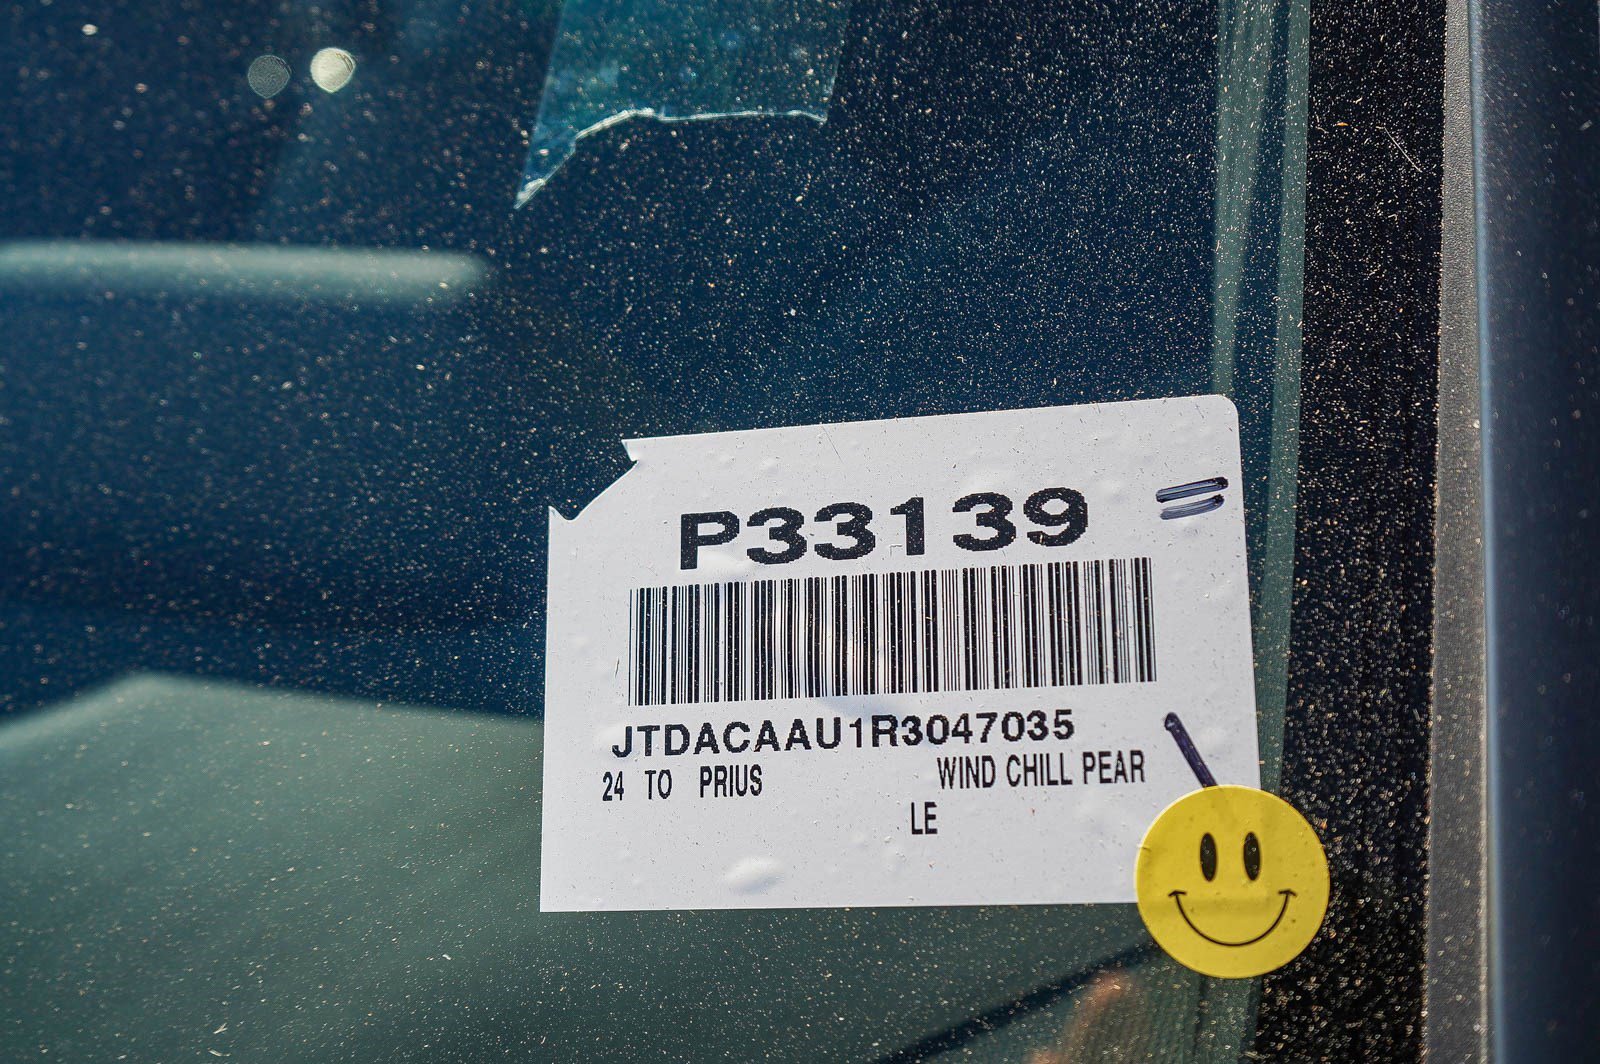 P33139
JTDACAAU1R3047035
24 TO PRIUS WIND CHILL PEAR
LE